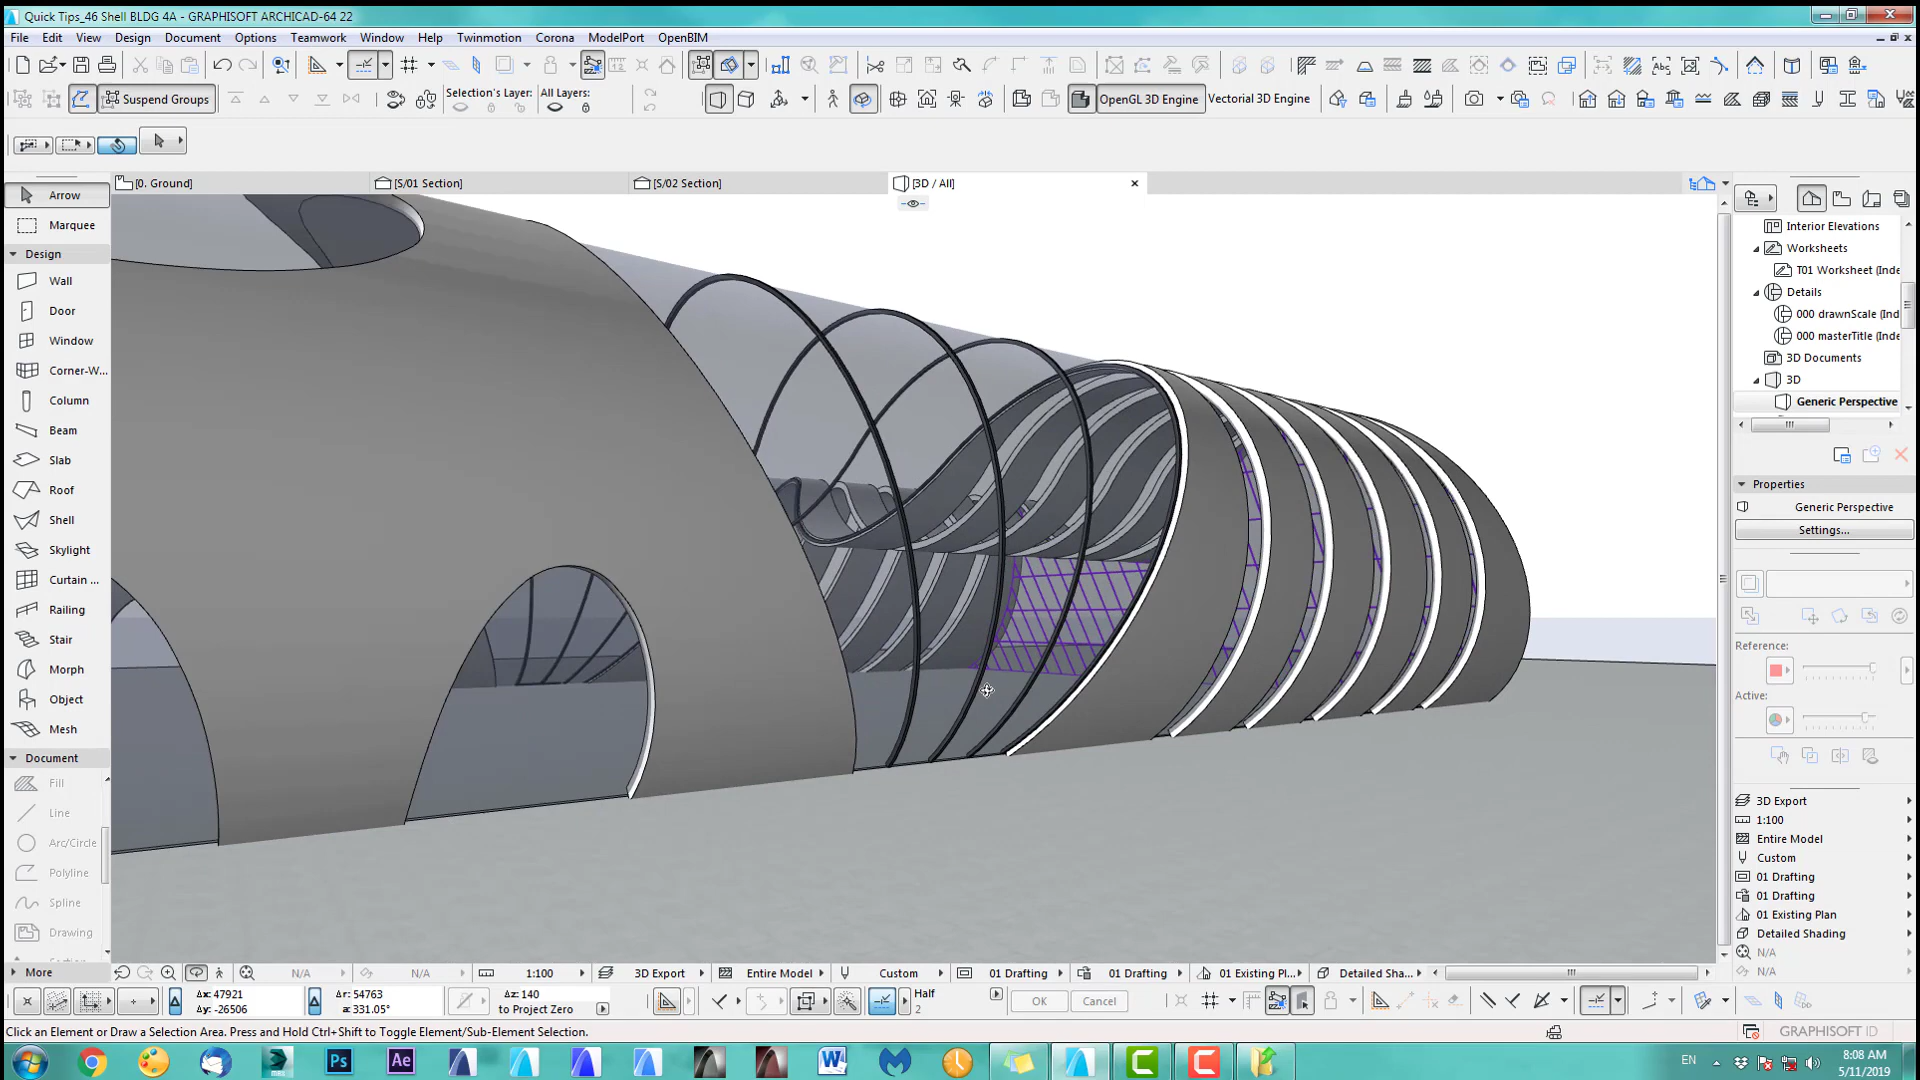 Quick Tips_46 Shell BLDG 4A - GRAPHISOFT ARCHICAD-64 22
File Edit View Design Document Options Teamwork Window Help Twinmotion Corona ModelPort OpenBIM
Suspend Groups
Selection's Layer:
All Layers:
OpenGL 3D Engine
Vectorial 3D Engine
[0. Ground]
[S/01 Section]
[S/02 Section]
[3D / All]
Arrow
Marquee
Design
Wall
Door
Window
Corner-W...
Column
Beam
Slab
Roof
Shell
Skylight
Curtain ...
Railing
Stair
Morph
Object
Mesh
Document
Fill
Line
Arc/Circle
Polyline
Spline
Drawing
More
Interior Elevations
Worksheets
T01 Worksheet (Inde
Details
000 drawnScale (Ind
000 masterTitle (Inde
3D Documents
3D
Generic Perspective
Properties
Generic Perspective
Settings...
Reference:
Active:
3D Export
1:100
Entire Model
Custom
01 Drafting
01 Drafting
01 Existing Plan
Detailed Shading
N/A
N/A
N/A N/A 1:100 3D Export Entire Model Custom 01 Drafting 01 Drafting 01 Existing Pl... Detailed Sha...
Δx: 47921
Δy: -26506
Δr: 54763
a: 331.05°
Δz: 140
to Project Zero
Half
2
OK
Cancel
Click an Element or Draw a Selection Area. Press and Hold Ctrl+Shift to Toggle Element/Sub-Element Selection.
GRAPHISOFT ID
Ps
Ae
W
C
C
EN
8:08 AM
5/11/2019